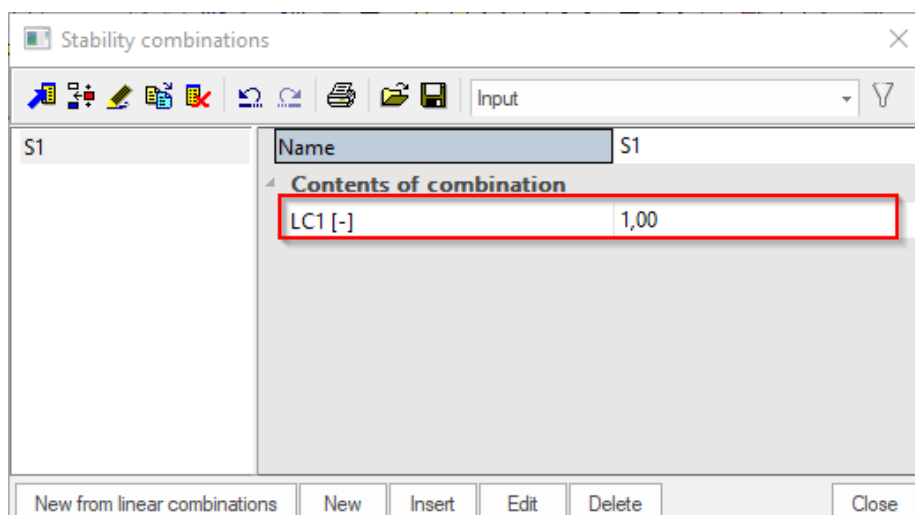 Stability combinations
Input
S1
Name S1
Contents of combination
LC1 [-] 1,00
New from linear combinations New Insert Edit Delete Close